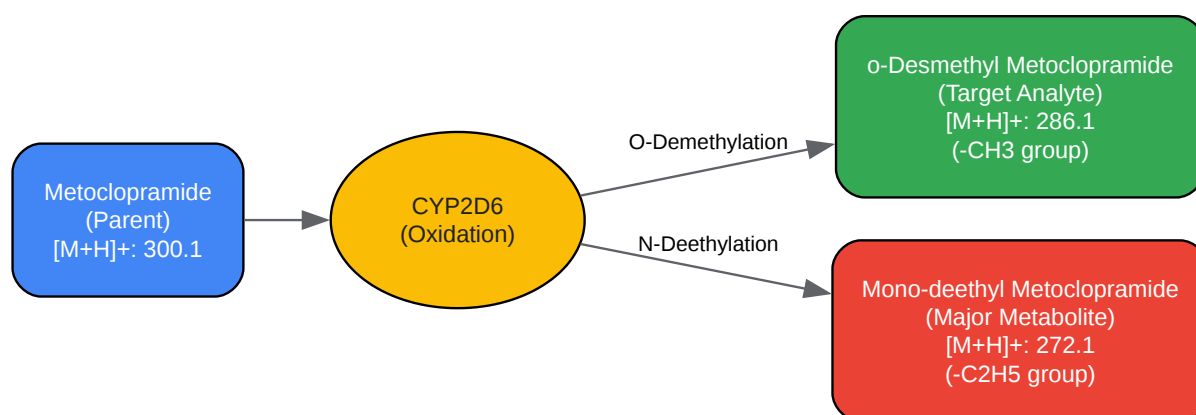 Metoclopramide
(Parent)
[M+H]+: 300.1
CYP2D6
(Oxidation)
O-Demethylation
N-Deethylation
o-Desmethyl Metoclopramide
(Target Analyte)
[M+H]+: 286.1
(-CH3 group)
Mono-deethyl Metoclopramide
(Major Metabolite)
[M+H]+: 272.1
(-C2H5 group)